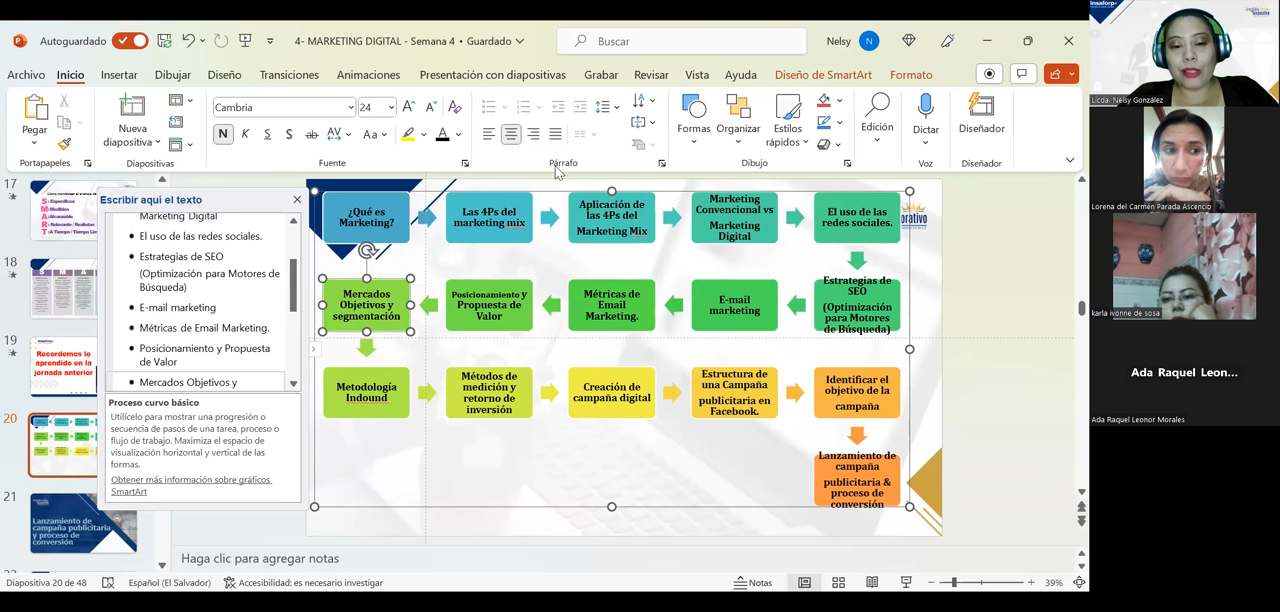 Autoguardado
4- MARKETING DIGITAL - Semana 4 • Guardado
Buscar
Nelsy
N
Archivo
Inicio
Insertar
Dibujar
Diseño
Transiciones
Animaciones
Presentación con diapositivas
Grabar
Revisar
Vista
Ayuda
Diseño de SmartArt
Formato
Pegar
Nueva
diapositiva
Cambria
24
N K S S ab AV Aa A
Formas
Organizar
Estilos
rápidos
Edición
Dictar
Diseñador
Portapapeles
Diapositivas
Fuente
Párrafo
Dibujo
Voz
Diseñador
17
18
19
Recordemos lo
aprendido en la
jornada anterior
20
21
Lanzamiento de
campaña publicitaria
y proceso de
conversión
Escribir aquí el texto
Marketing Digital
• El uso de las redes sociales.
• Estrategias de SEO
(Optimización para Motores de
Búsqueda)
• E-mail marketing
• Métricas de Email Marketing.
• Posicionamiento y Propuesta
de Valor
• Mercados Objetivos y
Proceso curvo básico
Utilícelo para mostrar una progresión o
secuencia de pasos de una tarea, proceso o
flujo de trabajo. Maximiza el espacio de
visualización horizontal y vertical de las
formas.
Obtener más información sobre gráficos
SmartArt
¿Qué es
Marketing?
Las 4Ps del
marketing mix
Aplicación de
las 4Ps del
Marketing Mix
Marketing
Convencional vs
Marketing
Digital
El uso de las
redes sociales.
Mercados
Objetivos y
segmentación
Posicionamiento y
Propuesta de
Valor
Métricas de
Email
Marketing.
E-mail
marketing
Estrategias de
SEO
(Optimización
para Motores
de Búsqueda)
Metodología
Indound
Métodos de
medición y
retorno de
inversión
Creación de
campaña digital
Estructura de
una Campaña
publicitaria en
Facebook.
Identificar el
objetivo de la
campaña
Lanzamiento de
campaña
publicitaria &
proceso de
conversión
Haga clic para agregar notas
Diapositiva 20 de 48
Español (El Salvador)
Accesibilidad: es necesario investigar
Notas
39%
Insaforp
Licda. Nelsy González
Lorena del Carmen Parada Ascencio
karla ivonne de sosa
Ada Raquel Leon...
Ada Raquel Leonor Morales